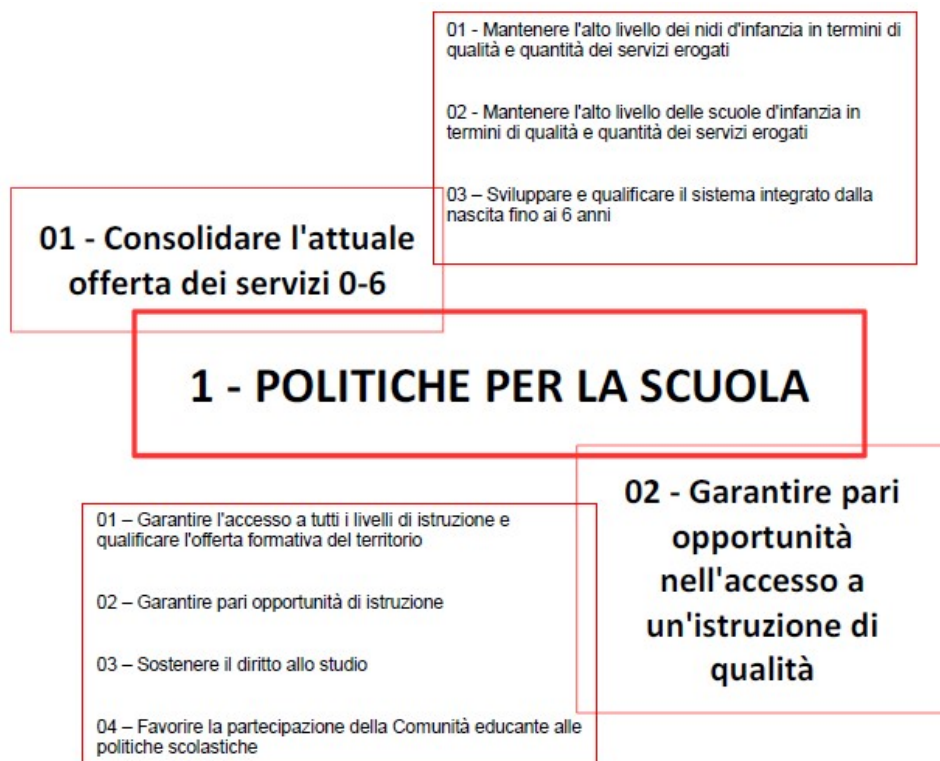 01 - Mantenere l'alto livello dei nidi d'infanzia in termini di
qualità e quantità dei servizi erogati
02 - Mantenere l'alto livello delle scuole d'infanzia in
termini di qualità e quantità dei servizi erogati
03 – Sviluppare e qualificare il sistema integrato dalla
nascita fino ai 6 anni
01 - Consolidare l'attuale
offerta dei servizi 0-6
1 - POLITICHE PER LA SCUOLA
02 - Garantire pari
opportunità
nell'accesso a
un'istruzione di
qualità
01 – Garantire l'accesso a tutti i livelli di istruzione e
qualificare l'offerta formativa del territorio
02 – Garantire pari opportunità di istruzione
03 – Sostenere il diritto allo studio
04 – Favorire la partecipazione della Comunità educante alle
politiche scolastiche